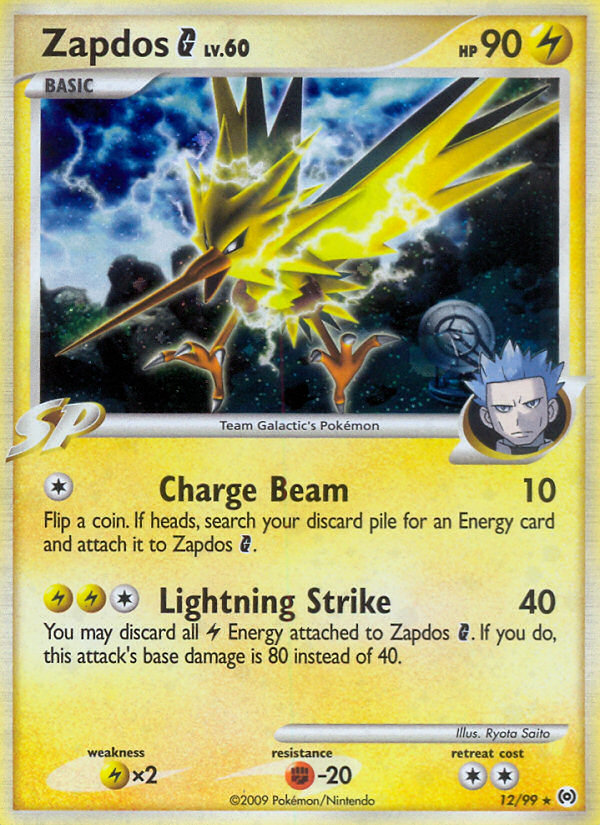 Zapdos G LV.60 HP 90
BASIC
SP
Team Galactic's Pokémon
Charge Beam 10
Flip a coin. If heads, search your discard pile for an Energy card
and attach it to Zapdos G.
Lightning Strike 40
You may discard all Energy attached to Zapdos G. If you do,
this attack's base damage is 80 instead of 40.
Illus. Ryota Saito
weakness resistance retreat cost
×2 -20
©2009 Pokémon/Nintendo 12/99 ★